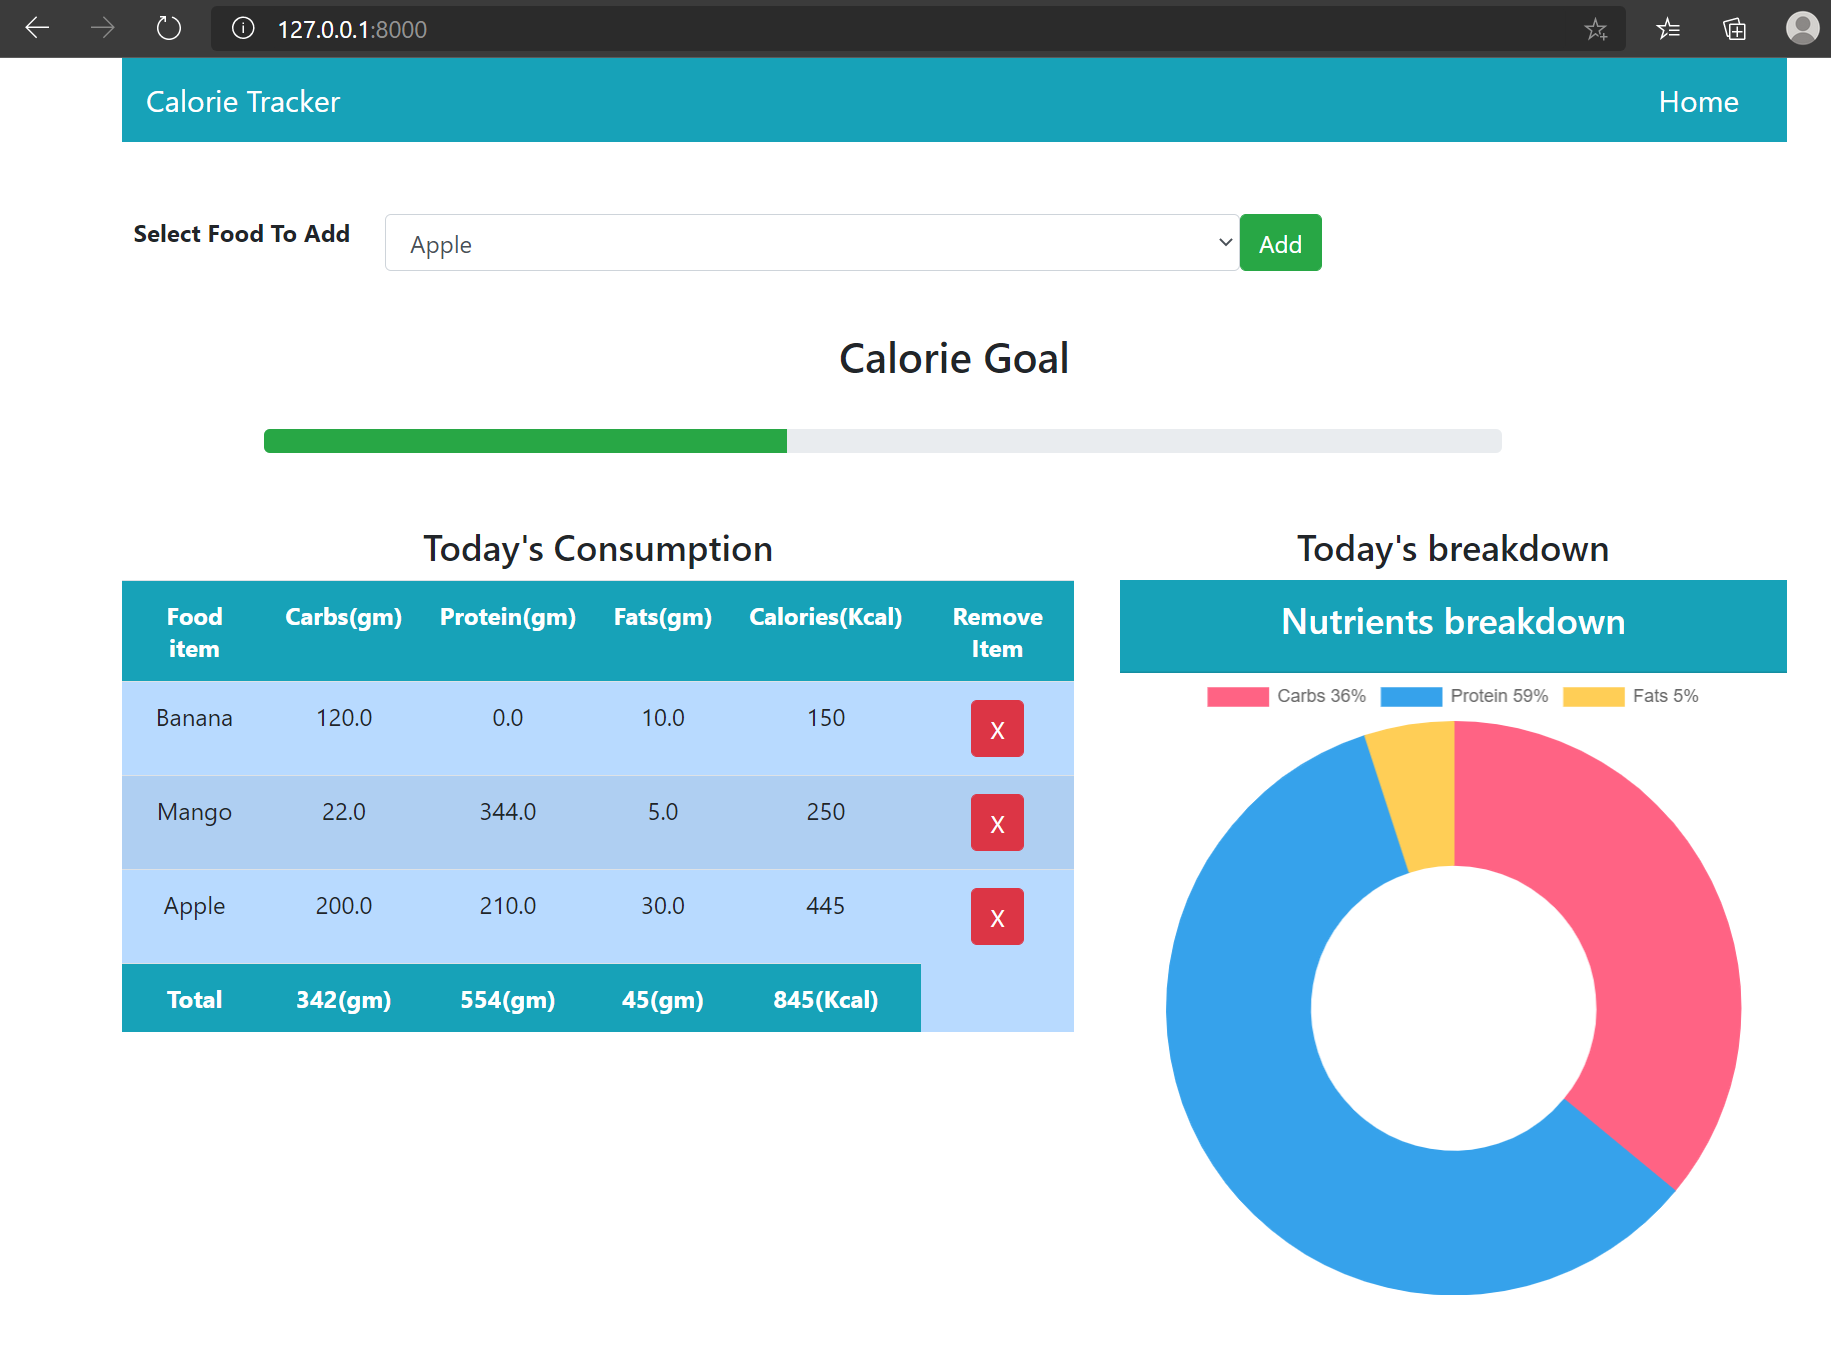 127.0.0.1:8000
Calorie Tracker Home
Select Food To Add Apple Add
Calorie Goal
Today's Consumption
Food item Carbs(gm) Protein(gm) Fats(gm) Calories(Kcal) Remove Item
Banana 120.0 0.0 10.0 150 X
Mango 22.0 344.0 5.0 250 X
Apple 200.0 210.0 30.0 445 X
Total 342(gm) 554(gm) 45(gm) 845(Kcal)
Today's breakdown
Nutrients breakdown
Carbs 36% Protein 59% Fats 5%